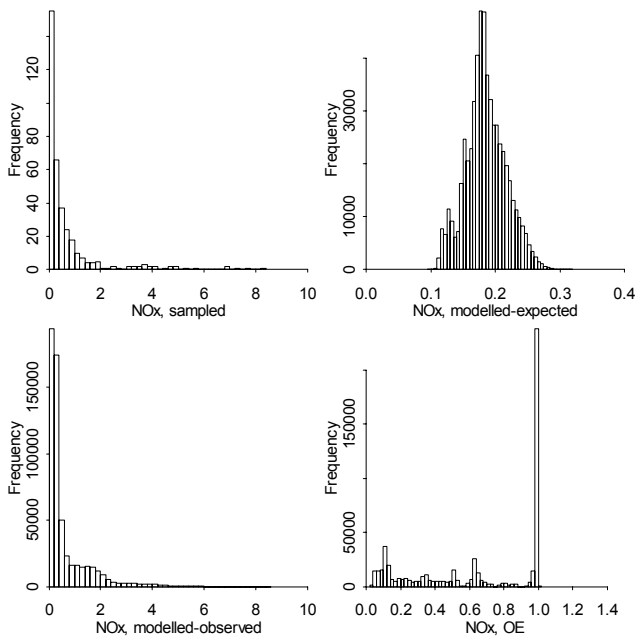 Frequency
0 20 40 60 80 120
0 2 4 6 8 10
NOx, sampled
Frequency
0 10000 30000
0.0 0.1 0.2 0.3 0.4
NOx, modelled-expected
Frequency
0 50000 100000 150000
0 2 4 6 8 10
NOx, modelled-observed
Frequency
0 50000 150000
0.0 0.2 0.4 0.6 0.8 1.0 1.2 1.4
NOx, OE